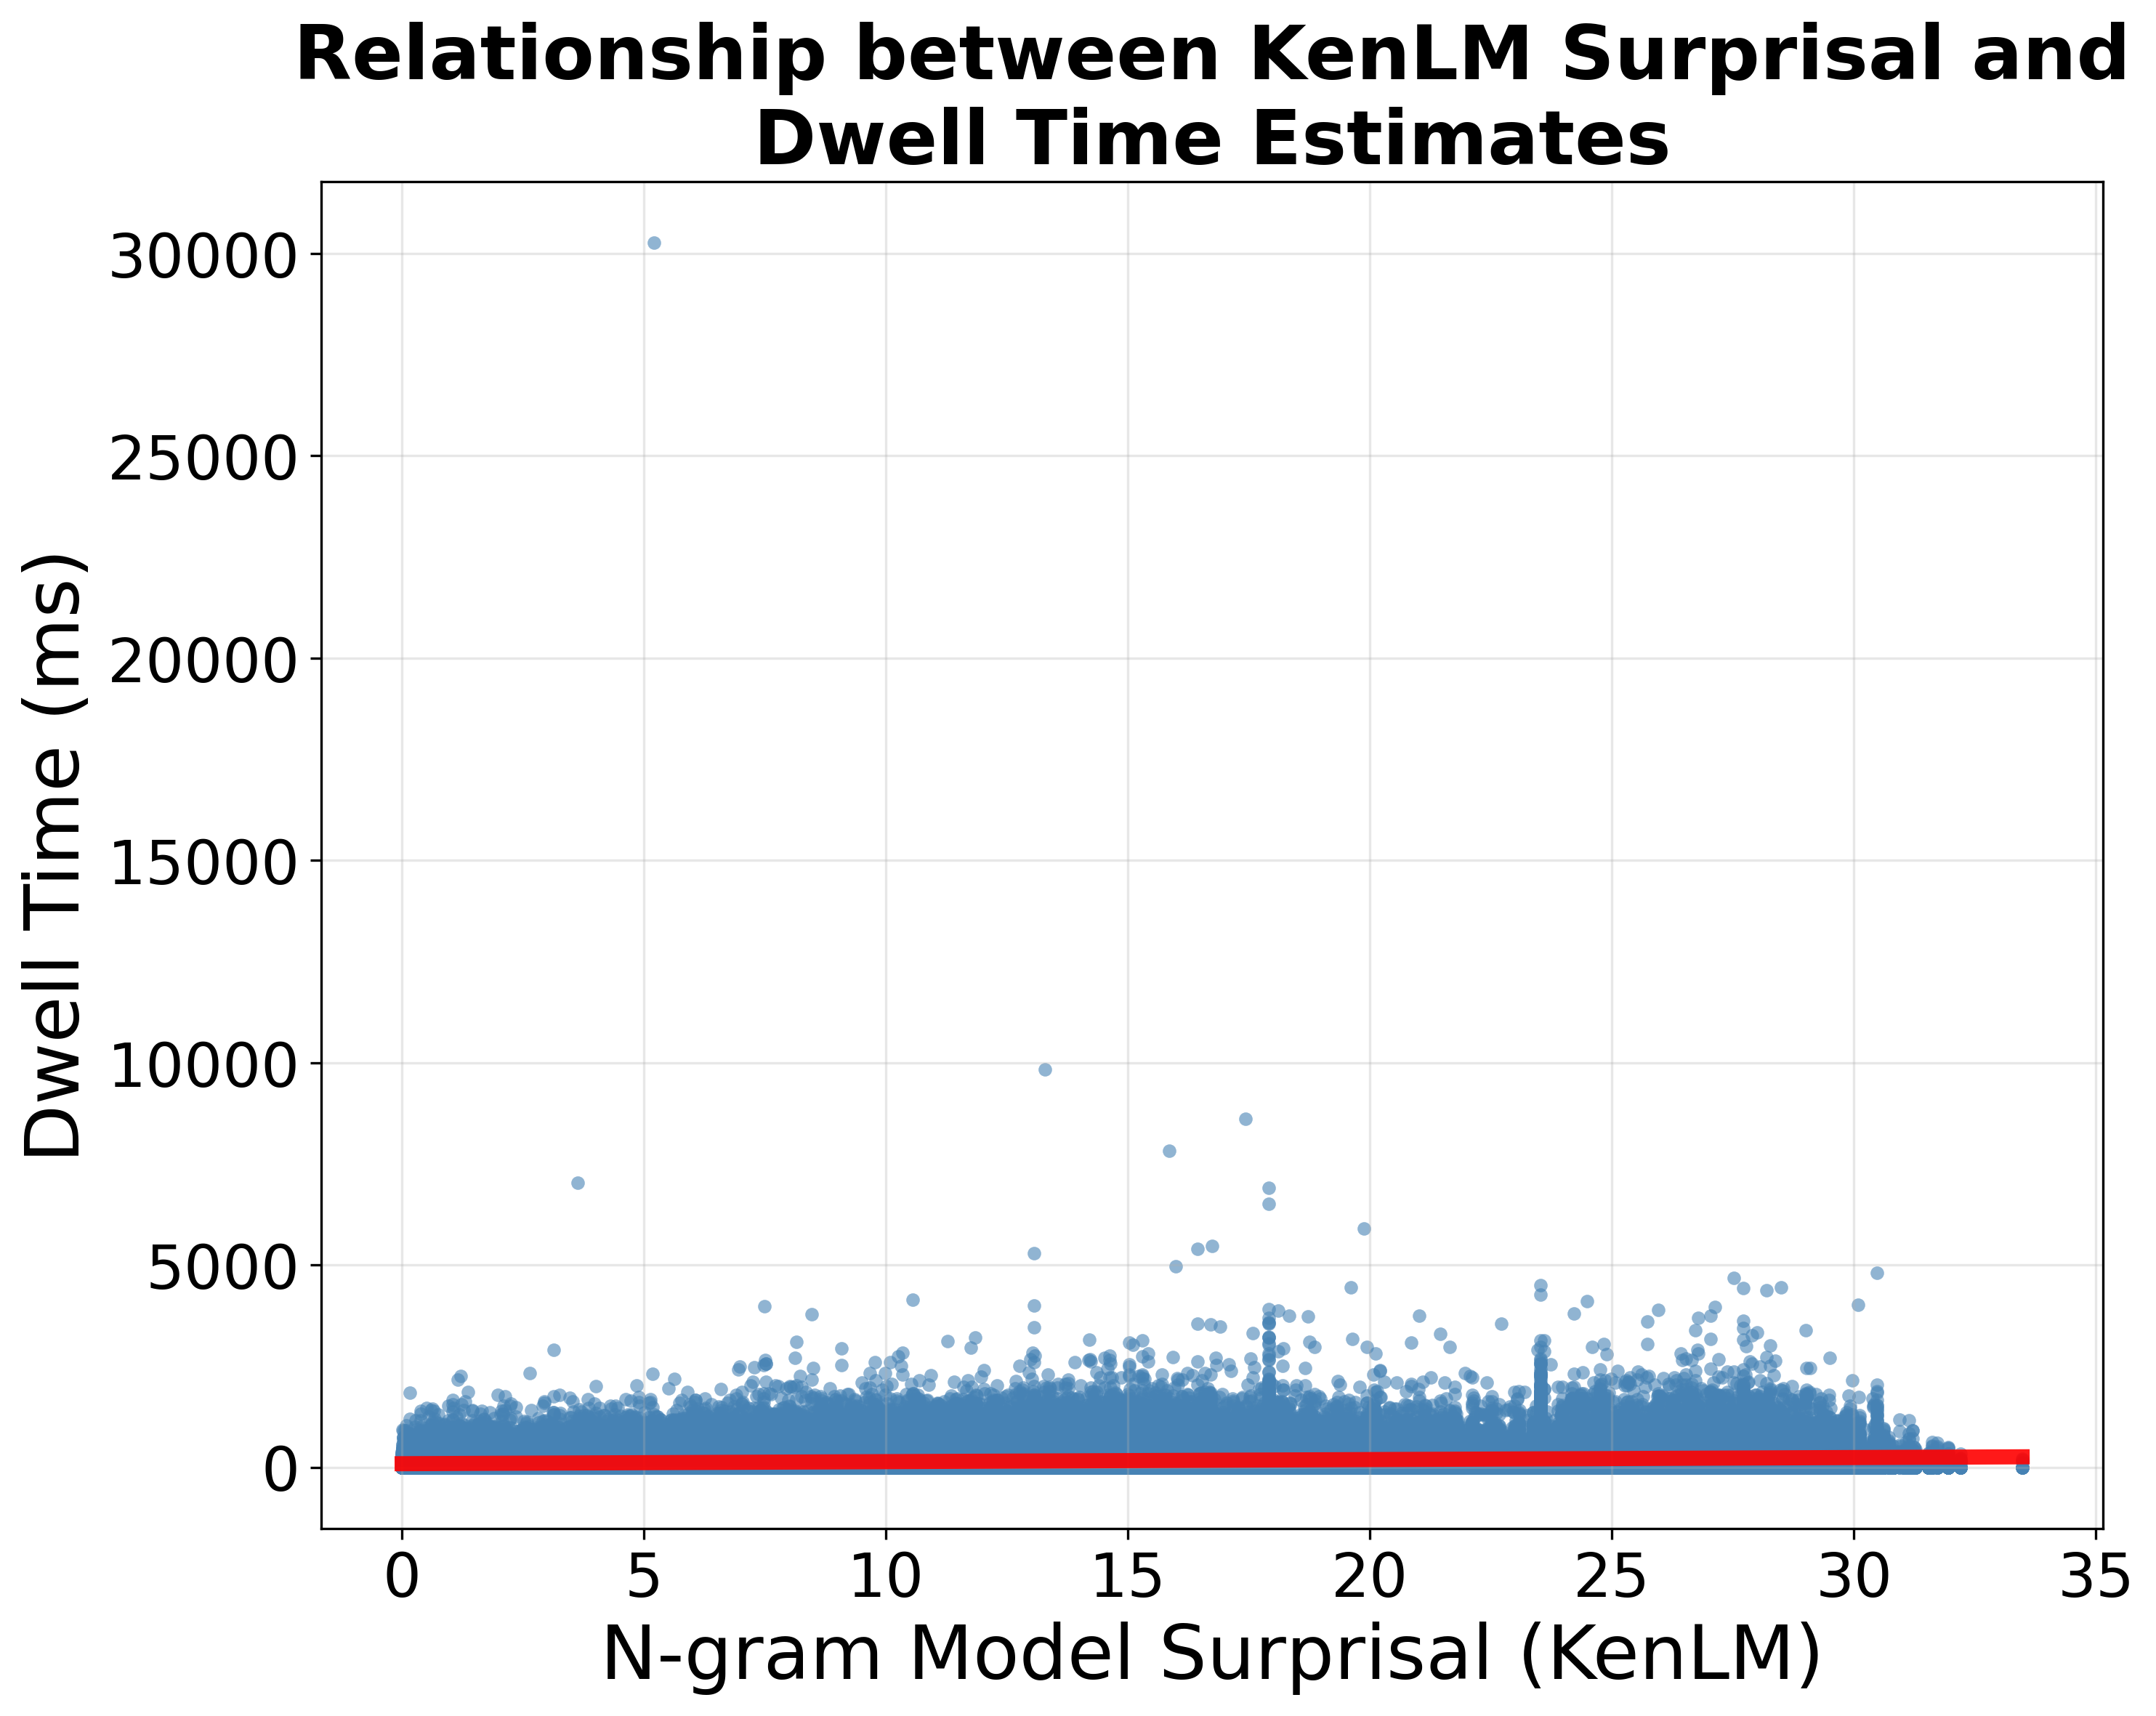 Relationship between KenLM Surprisal and
Dwell Time Estimates
Dwell Time (ms)
30000
25000
20000
15000
10000
5000
0
0 5 10 15 20 25 30 35
N-gram Model Surprisal (KenLM)